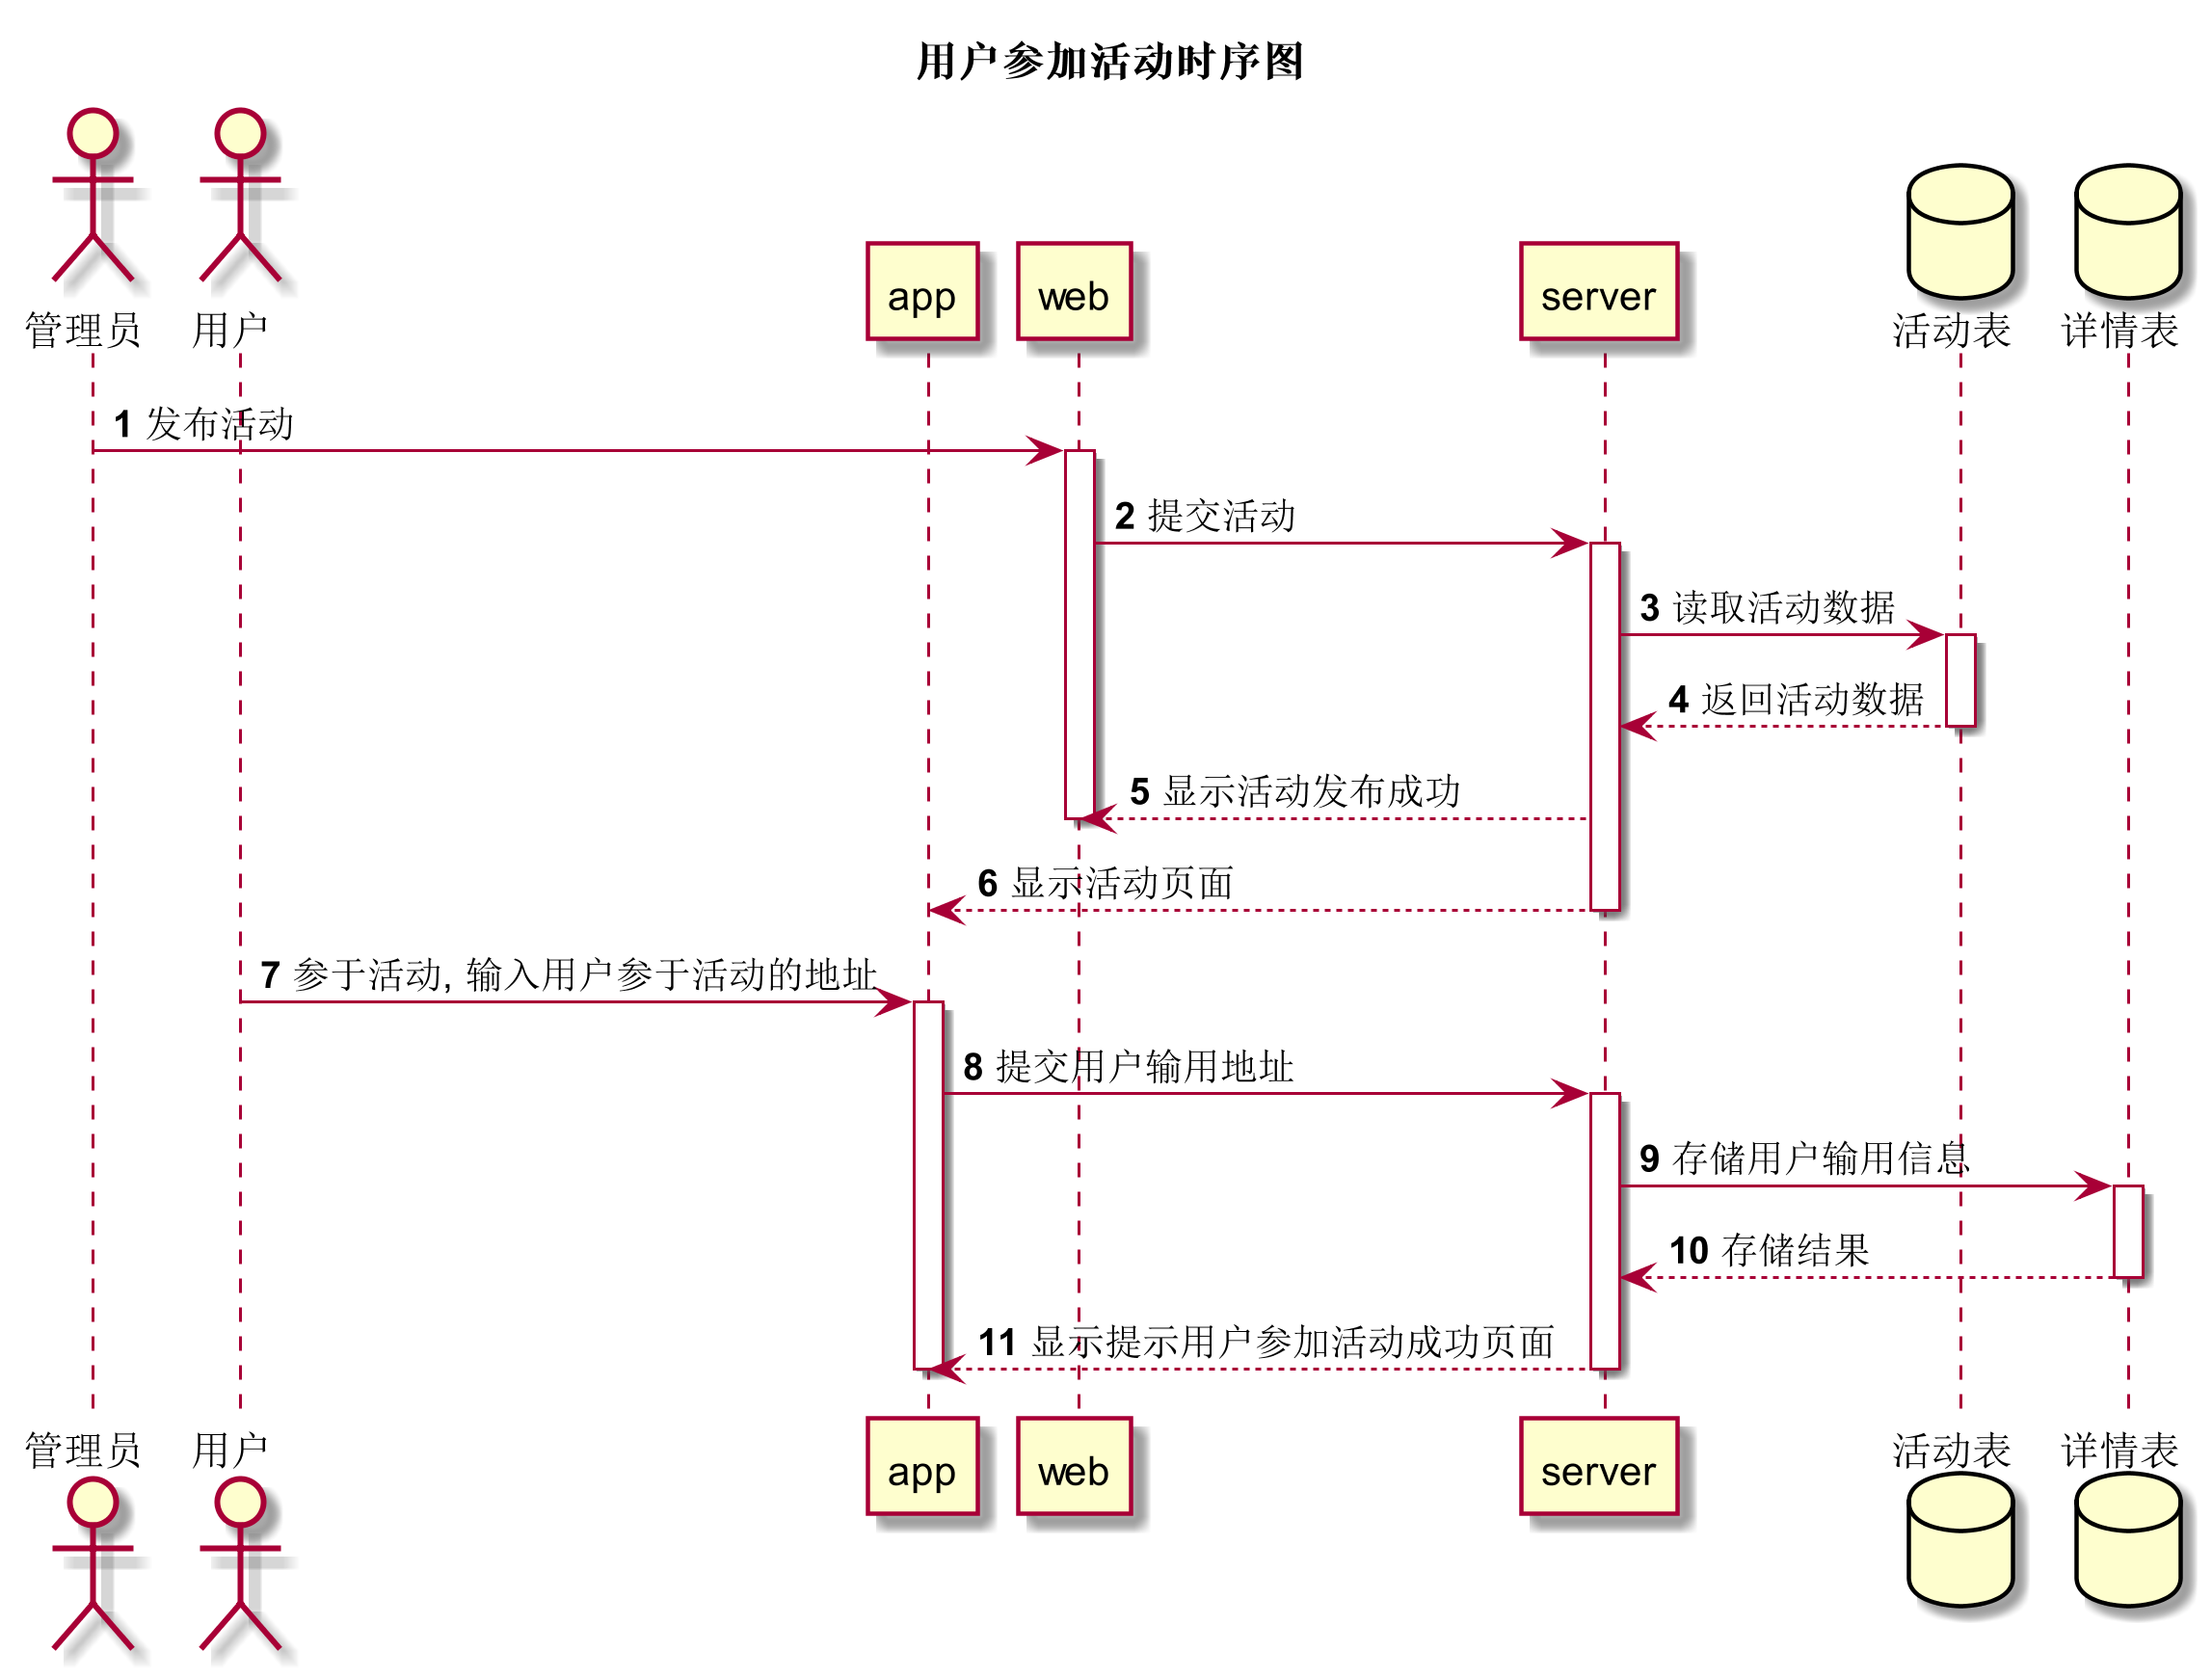 用户参加活动时序图
管理员
用户
app
web
server
活动表
详情表
1 发布活动
2 提交活动
3 读取活动数据
4 返回活动数据
5 显示活动发布成功
6 显示活动页面
7 参于活动, 输入用户参于活动的地址
8 提交用户输用地址
9 存储用户输用信息
10 存储结果
11 显示提示用户参加活动成功页面
管理员
用户
app
web
server
活动表
详情表